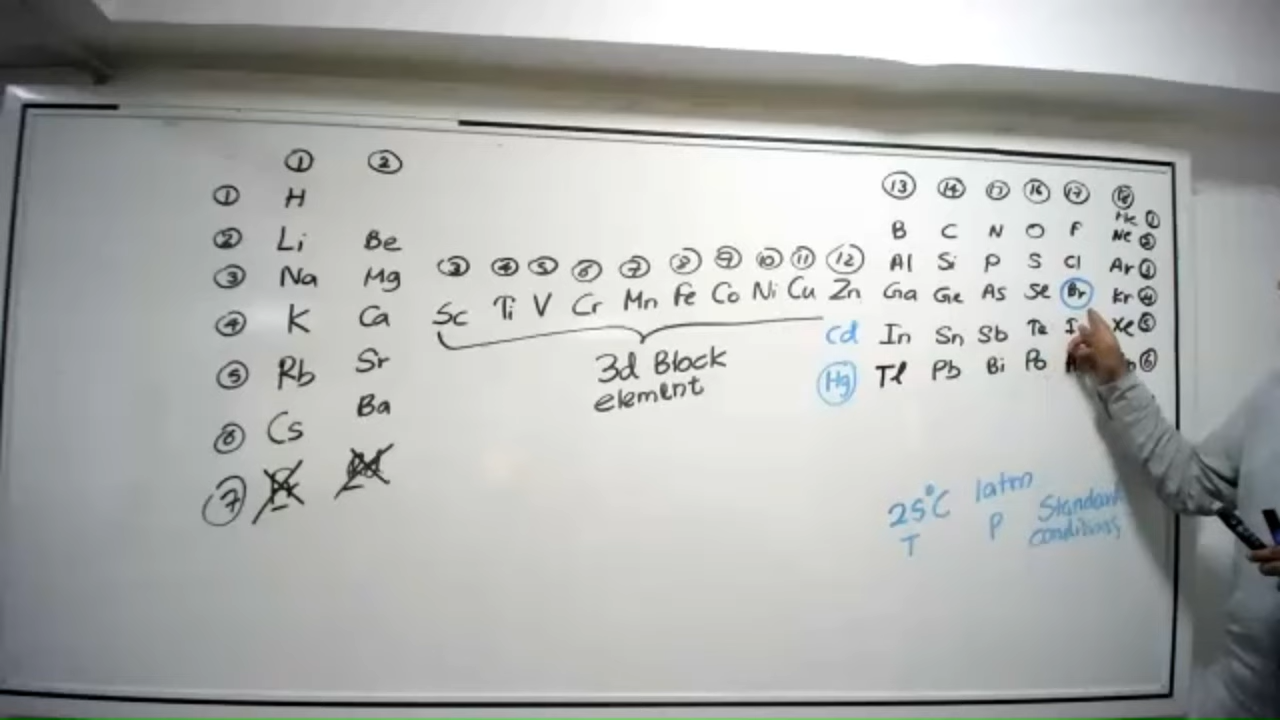 ① ②
⑬ ⑭ ⑰ ⑯ ⑰ ⑱
① H He ①
② Li Be B C N O F Ne ②
③ Na Mg ③ ④ ⑤ ⑥ ⑦ ⑧ ⑨ ⑩ ⑪ ⑫ Al Si P S Cl Ar ③
④ K Ca Sc Ti V Cr Mn Fe Co Ni Cu Zn Ga Ge As Se Br Kr ④
⑤ Rb Sr Cd In Sn Sb Te I Xe ⑤
⑥ Cs Ba Hg Tl Pb Bi Po ⑥
⑦
3d Block
element
25°C 1atm Standard
T P conditions